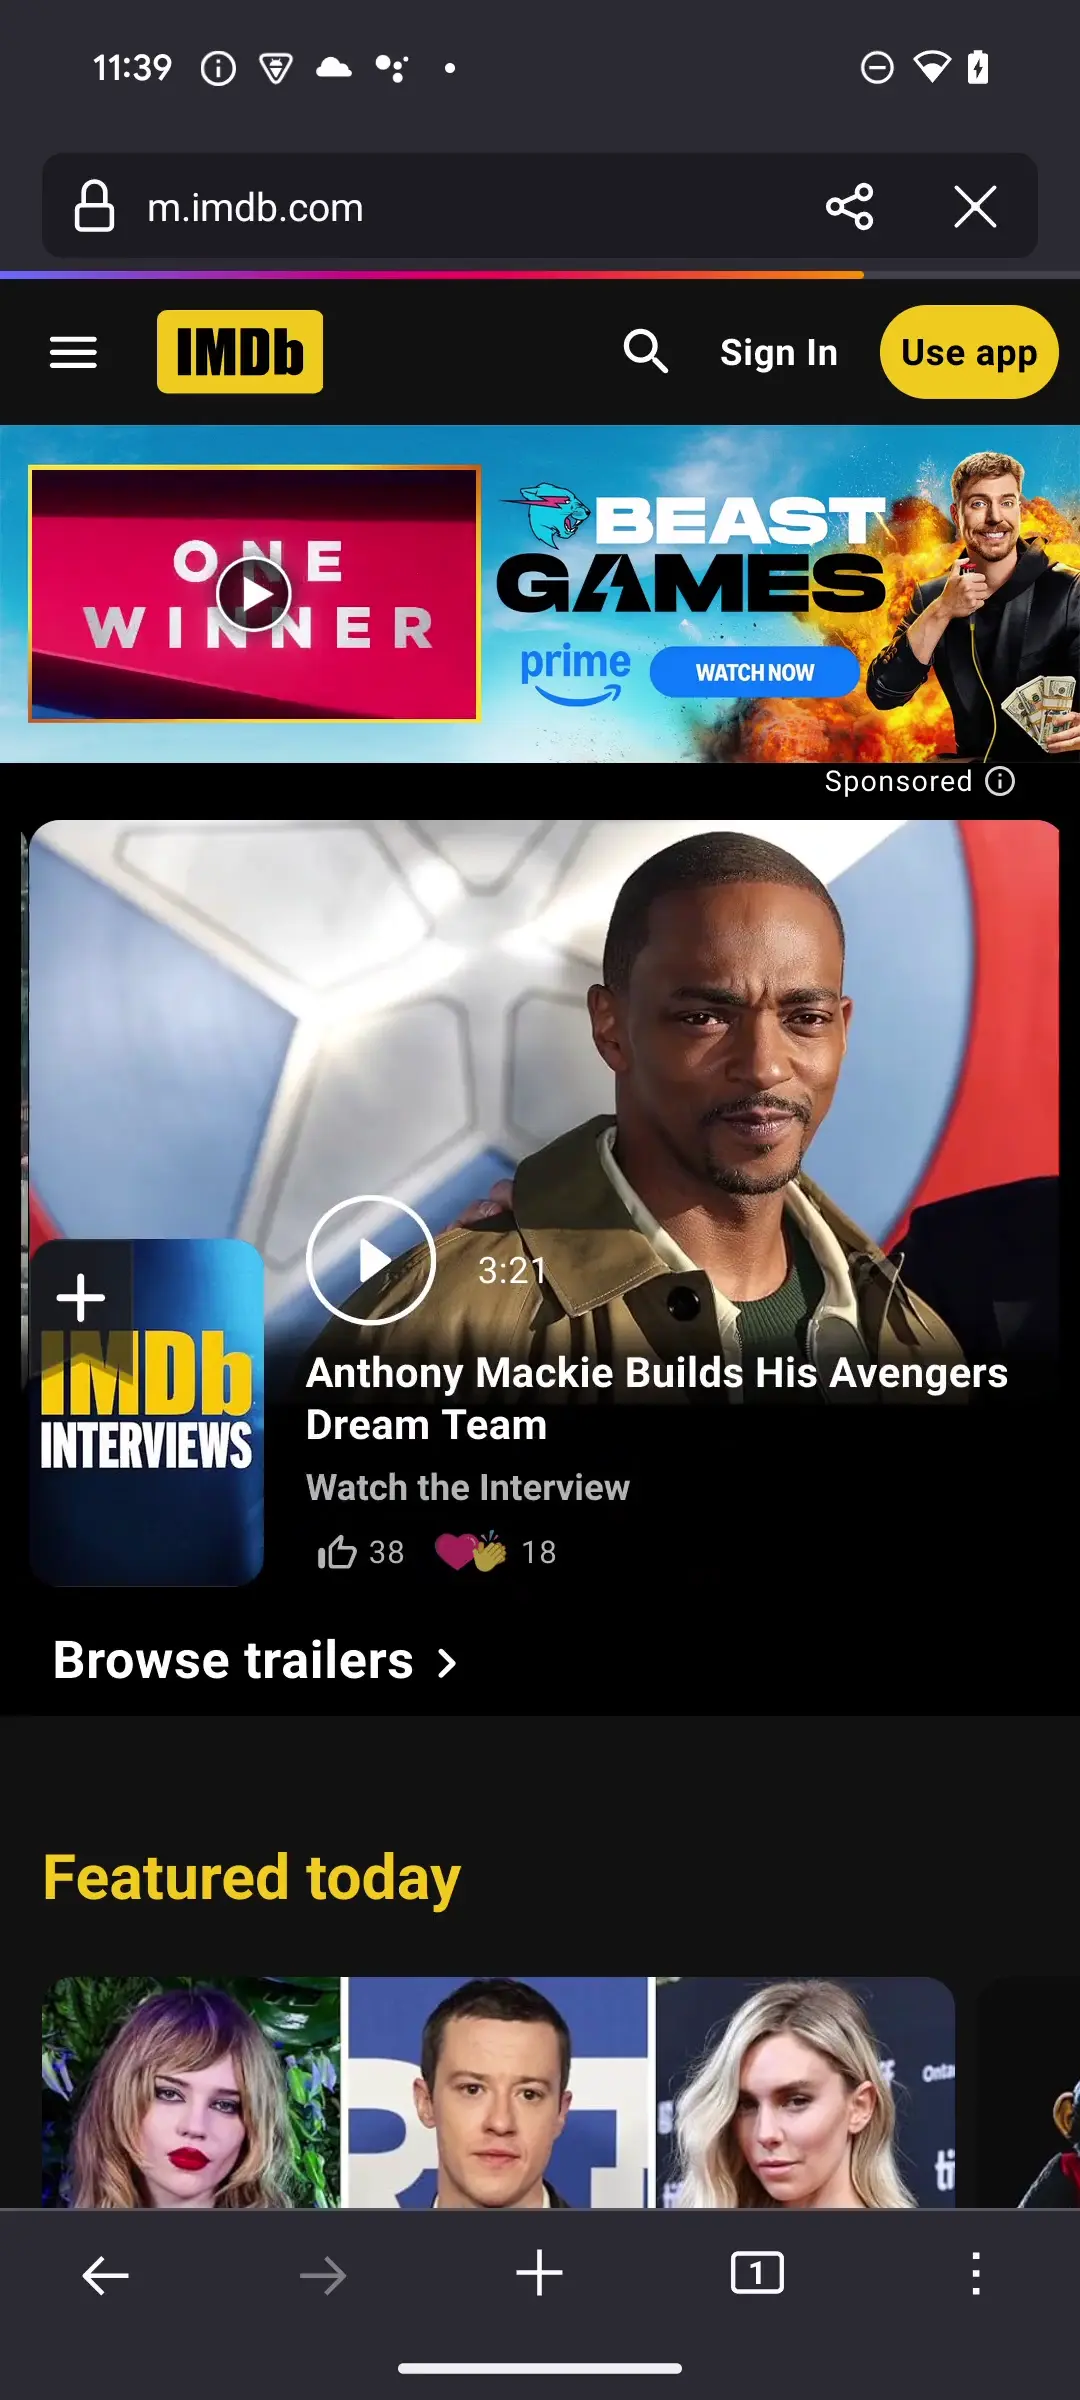 11:39
m.imdb.com
IMDb
Sign In
Use app
ONE
WINNER
BEAST
GAMES
prime
WATCH NOW
Sponsored
3:21
IMDb
INTERVIEWS
Anthony Mackie Builds His Avengers
Dream Team
Watch the Interview
38
18
Browse trailers
Featured today
Onta
ti
1